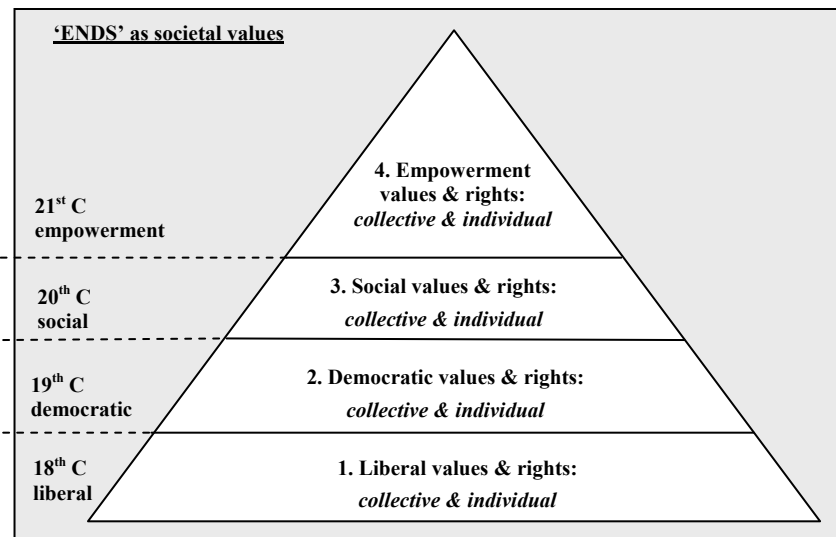 ‘ENDS’ as societal values
4. Empowerment
values & rights:
collective & individual
21st C
empowerment
3. Social values & rights:
collective & individual
20th C
social
2. Democratic values & rights:
collective & individual
19th C
democratic
1. Liberal values & rights:
collective & individual
18th C
liberal